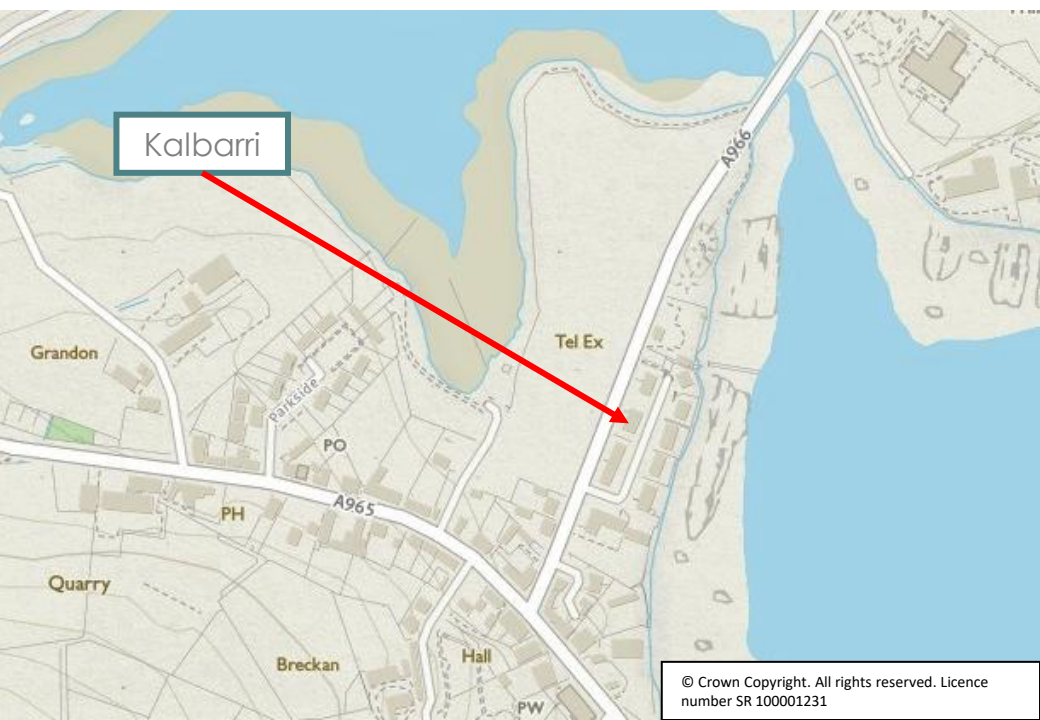 Kalbarri
A966
Tel Ex
Grandon
Parkside
PO
A965
PH
Quarry
Breckan
Hall
PW
© Crown Copyright. All rights reserved. Licence
number SR 100001231